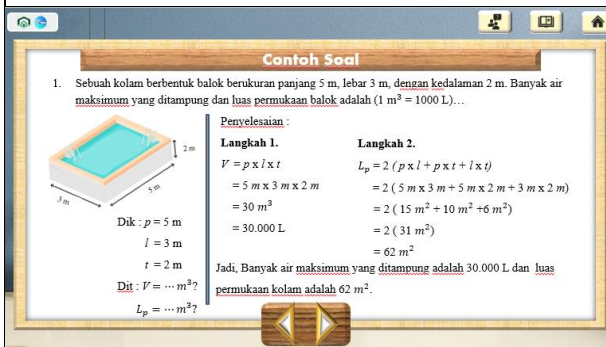 Contoh Soal
1. Sebuah kolam berbentuk balok berukuran panjang 5 m, lebar 3 m, dengan kedalaman 2 m. Banyak air
maksimum yang ditampung dan luas permukaan balok adalah (1 m³ = 1000 L)…
2 m
5 m
3 m
Dik : p = 5 m
l = 3 m
t = 2 m
Dit : V = ⋯ m³?
Lₚ = ⋯ m³?
Penyelesaian :
Langkah 1.
V = p x l x t
= 5 m x 3 m x 2 m
= 30 m³
= 30.000 L
Langkah 2.
Lₚ = 2 ( p x l + p x t + l x t)
= 2 ( 5 m x 3 m + 5 m x 2 m + 3 m x 2 m)
= 2 ( 15 m² + 10 m² +6 m²)
= 2 ( 31 m²)
= 62 m²
Jadi, Banyak air maksimum yang ditampung adalah 30.000 L dan luas
permukaan kolam adalah 62 m².